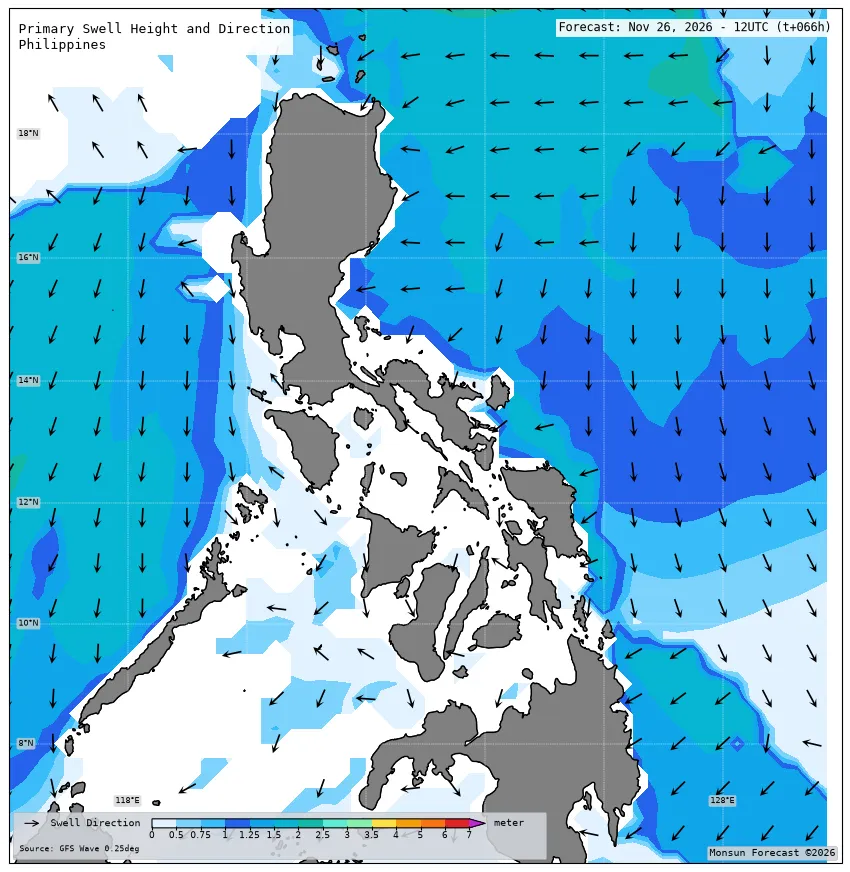 Primary Swell Height and Direction
Philippines
Forecast: Nov 26, 2026 - 12UTC (t+066h)
18°N
16°N
14°N
12°N
10°N
8°N
118°E
128°E
Swell Direction
0 0.5 0.75 1 1.25 1.5 2 2.5 3 3.5 4 5 6 7
meter
Source: GFS Wave 0.25deg
Monsun Forecast ©2026